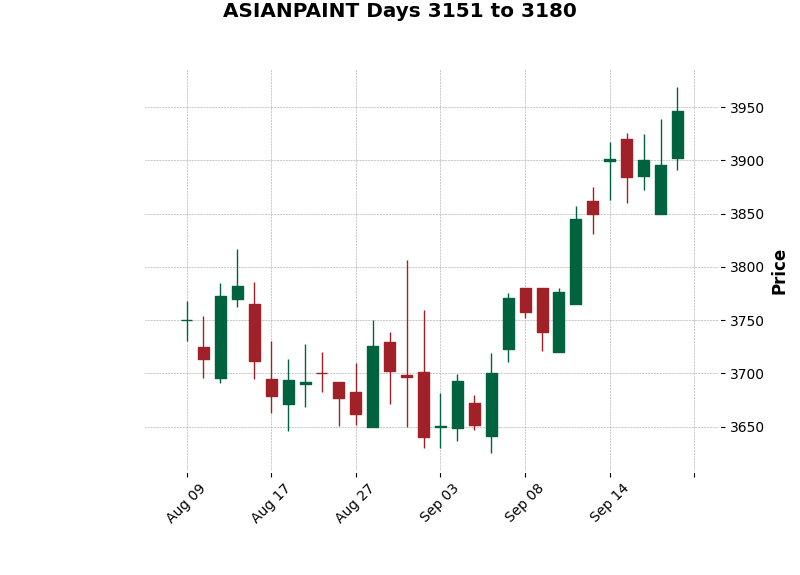 ASIANPAINT Days 3151 to 3180
3950
3900
3850
3800
3750
3700
3650
Price
Aug 09
Aug 17
Aug 27
Sep 03
Sep 08
Sep 14